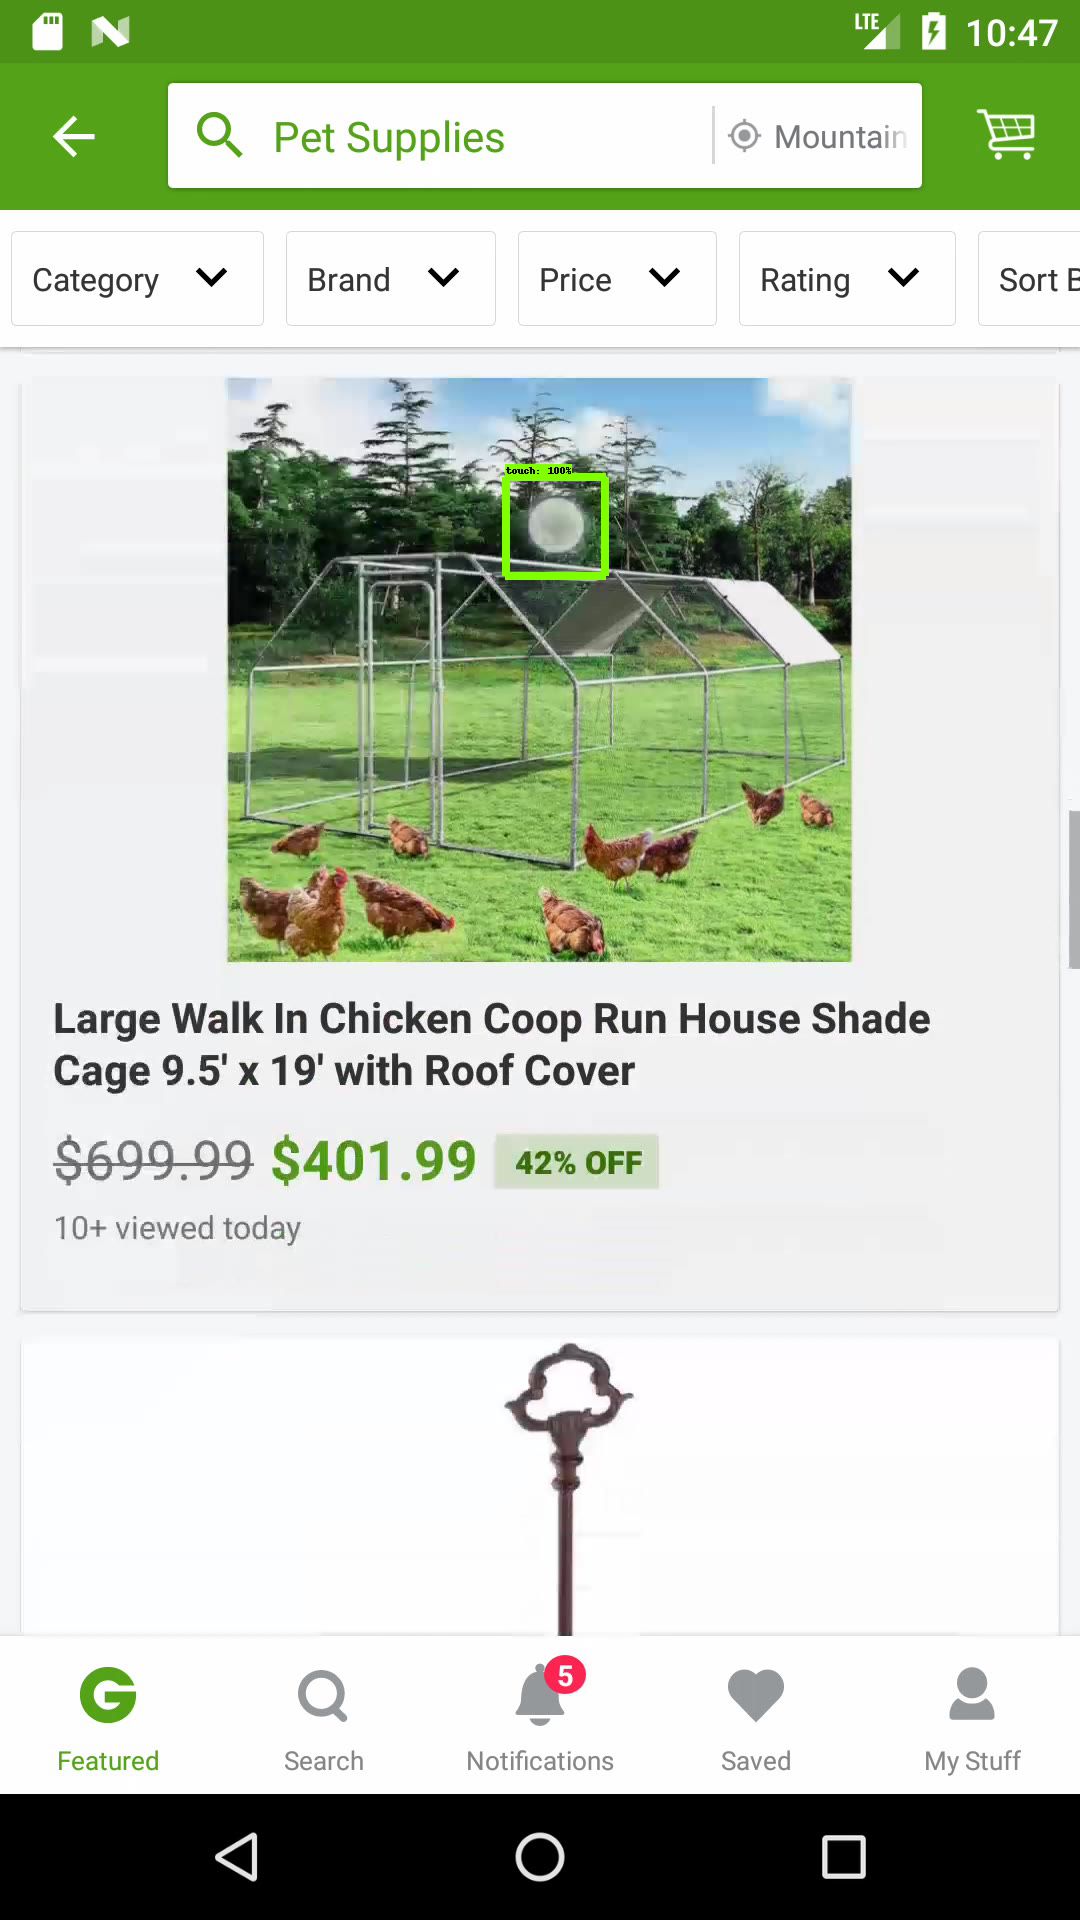 LTE
10:47
Pet Supplies
Mountain
Category
Brand
Price
Rating
Sort B
touch: 100%
Large Walk In Chicken Coop Run House Shade
Cage 9.5' x 19' with Roof Cover
$699.99 $401.99 42% OFF
10+ viewed today
5
Featured
Search
Notifications
Saved
My Stuff